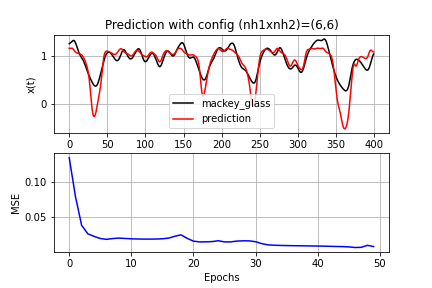 Prediction with config (nh1xnh2)=(6,6)
x(t)
1
0
mackey_glass
prediction
0 50 100 150 200 250 300 350 400
MSE
0.10
0.05
0 10 20 30 40 50
Epochs